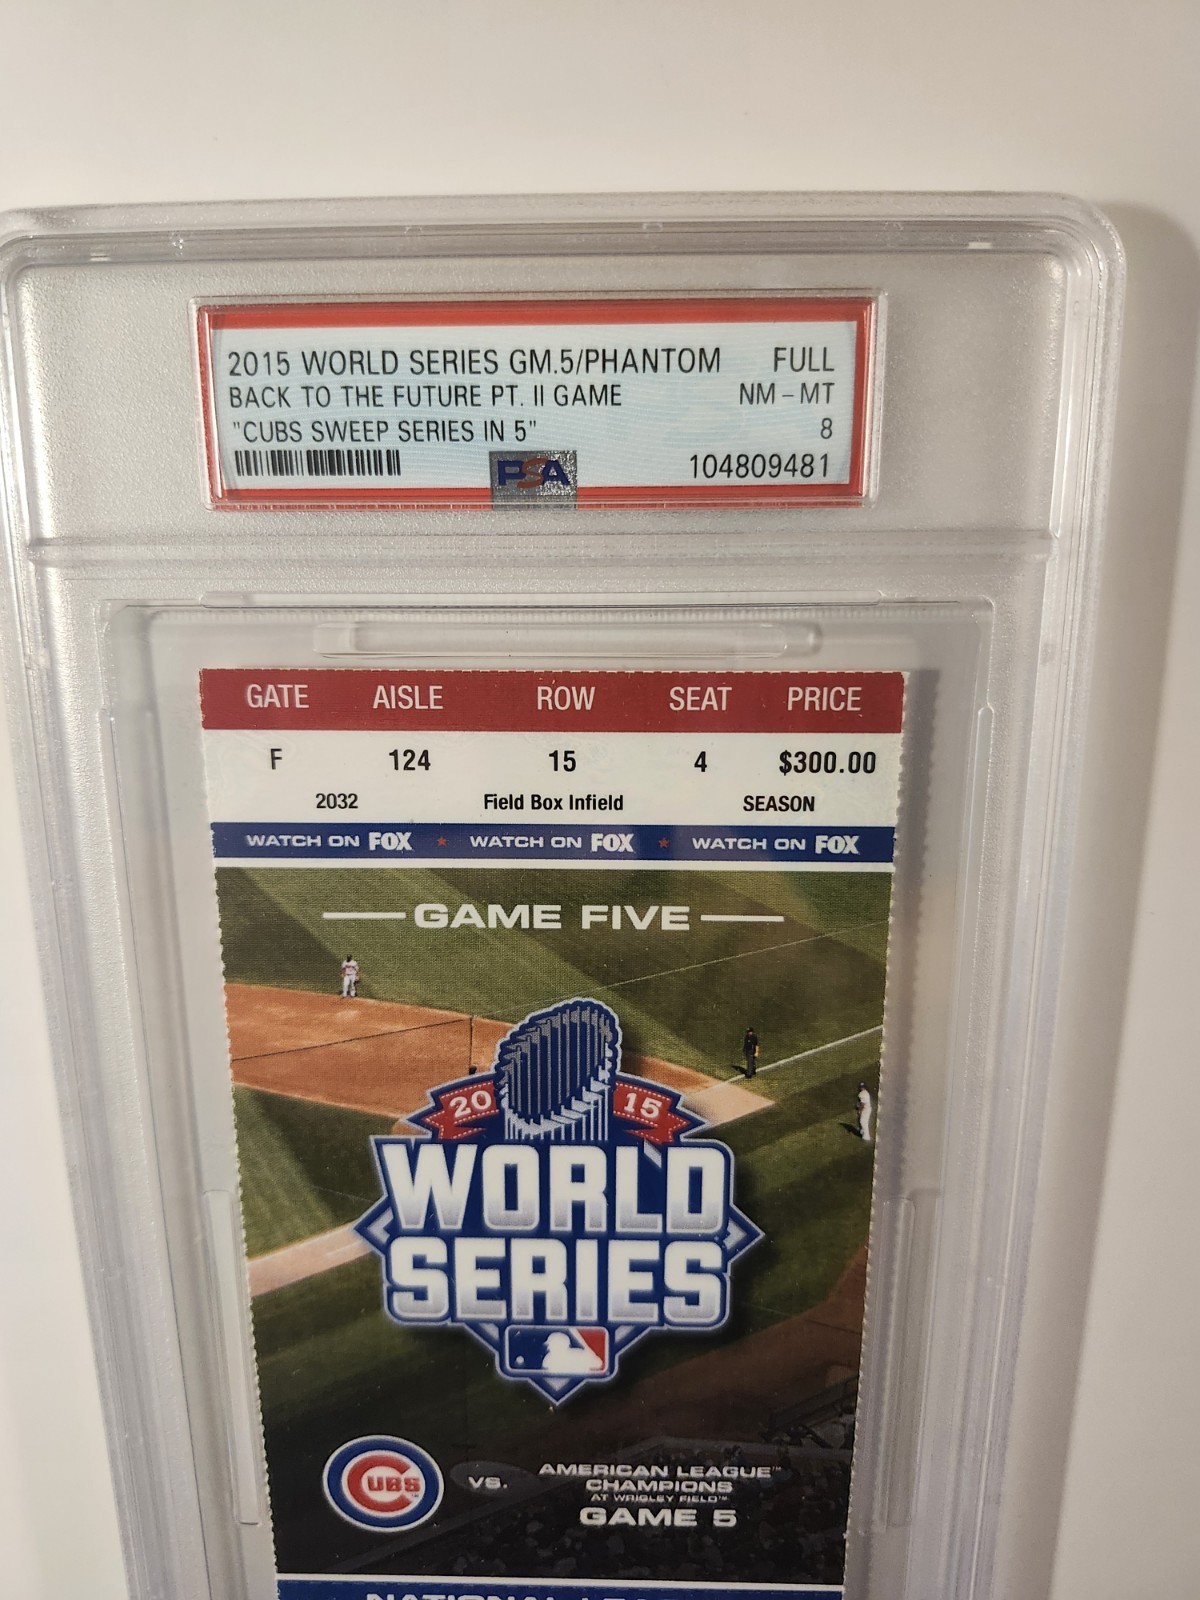 2015 WORLD SERIES GM.5/PHANTOM FULL
BACK TO THE FUTURE PT. II GAME NM - MT
"CUBS SWEEP SERIES IN 5" 8
PSA 104809481
GATE AISLE ROW SEAT PRICE
F 124 15 4 $300.00
2032 Field Box Infield SEASON
WATCH ON FOX ★ WATCH ON FOX ★ WATCH ON FOX
GAME FIVE
20 15
WORLD
SERIES
CUBS VS. AMERICAN LEAGUE™
CHAMPIONS
AT WRIGLEY FIELD™
GAME 5